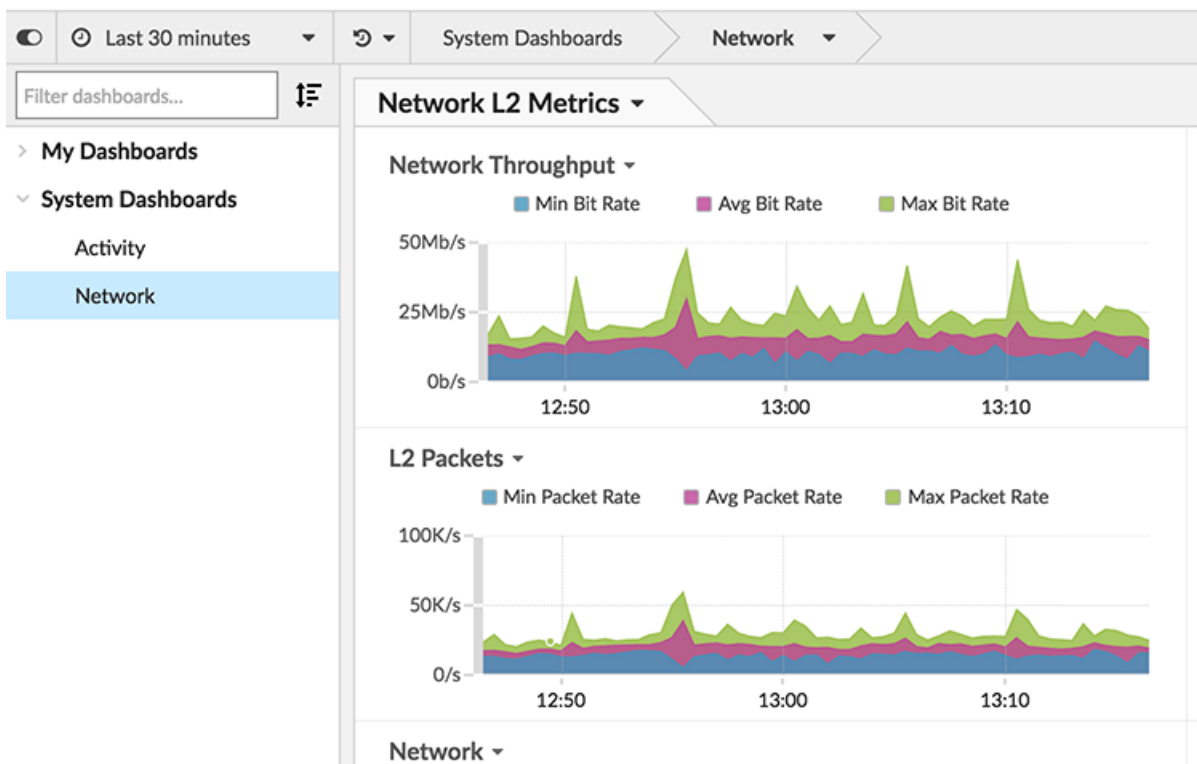 Last 30 minutes
System Dashboards
Network
Filter dashboards...
My Dashboards
System Dashboards
Activity
Network
Network L2 Metrics
Network Throughput
Min Bit Rate Avg Bit Rate Max Bit Rate
50Mb/s
25Mb/s
0b/s
12:50 13:00 13:10
L2 Packets
Min Packet Rate Avg Packet Rate Max Packet Rate
100K/s
50K/s
0/s
12:50 13:00 13:10
Network